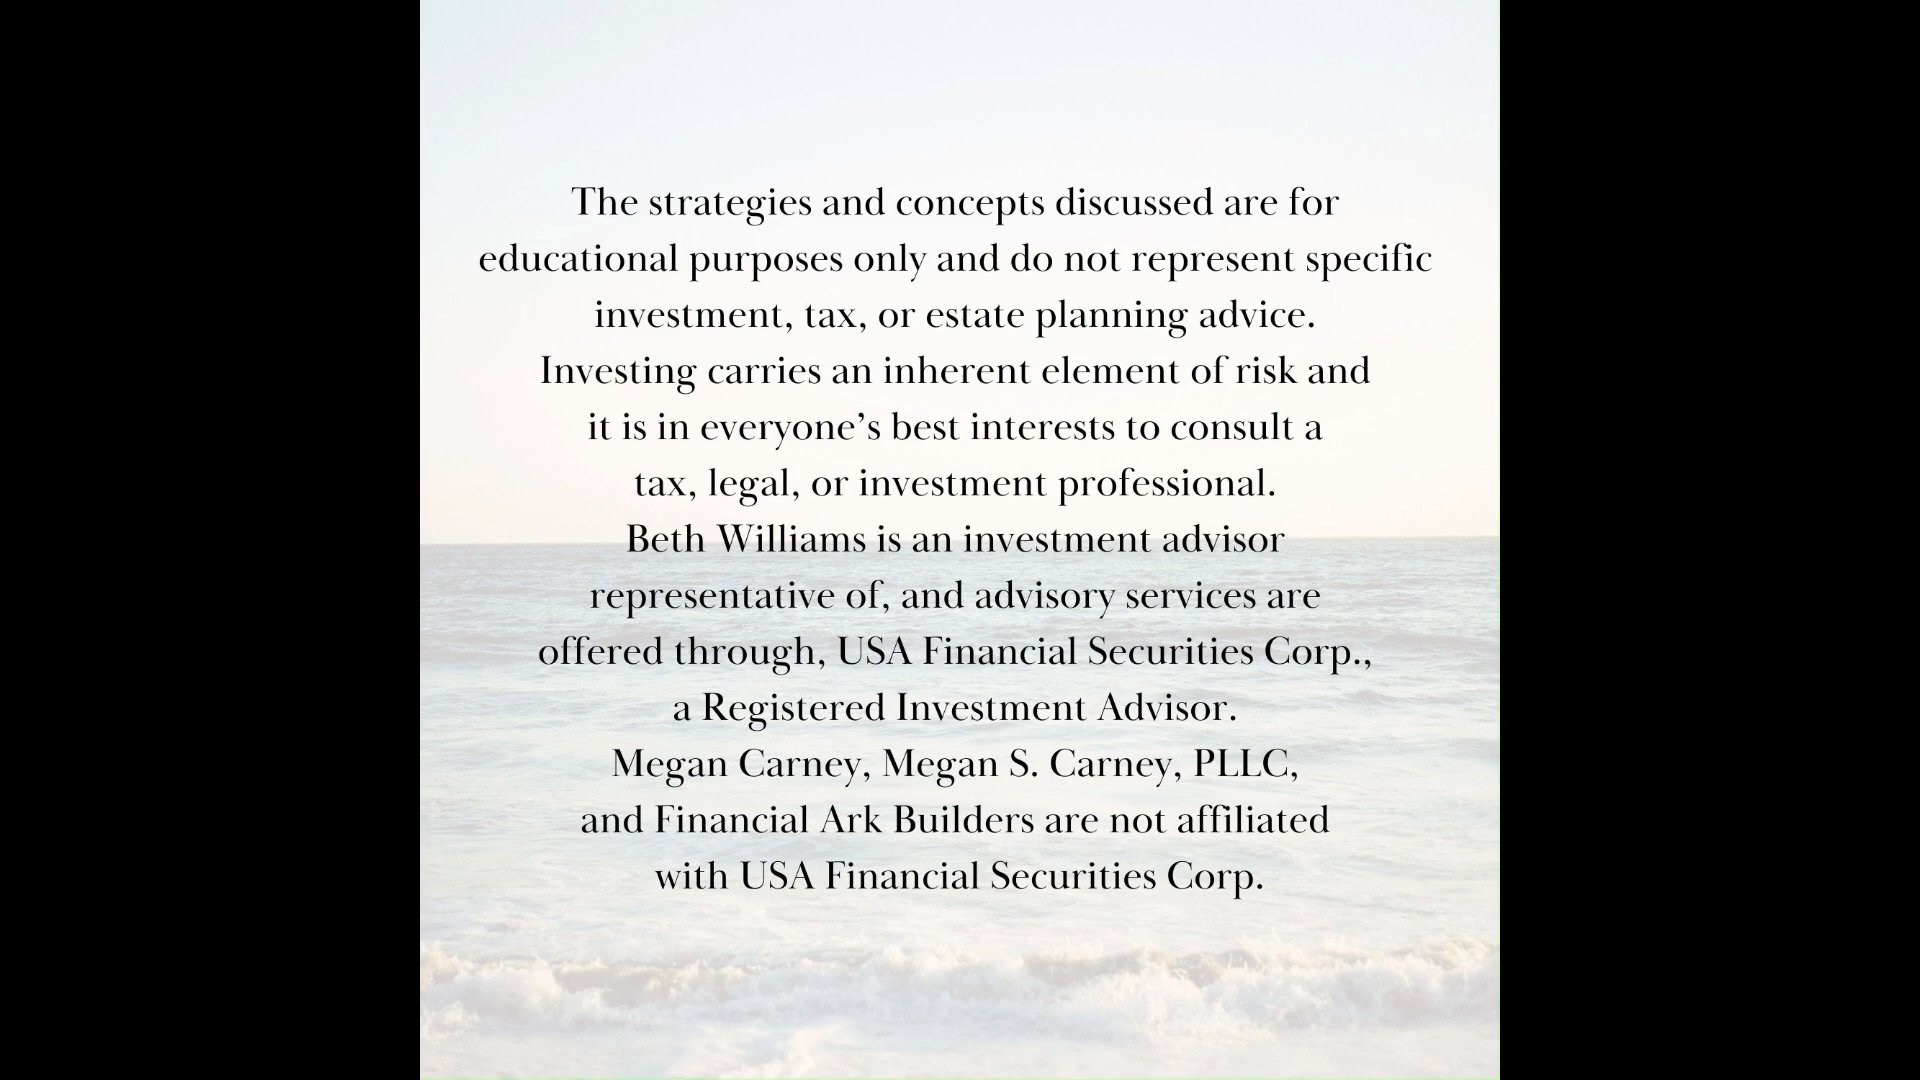 The strategies and concepts discussed are for
educational purposes only and do not represent specific
investment, tax, or estate planning advice.
Investing carries an inherent element of risk and
it is in everyone’s best interests to consult a
tax, legal, or investment professional.
Beth Williams is an investment advisor
representative of, and advisory services are
offered through, USA Financial Securities Corp.,
a Registered Investment Advisor.
Megan Carney, Megan S. Carney, PLLC,
and Financial Ark Builders are not affiliated
with USA Financial Securities Corp.